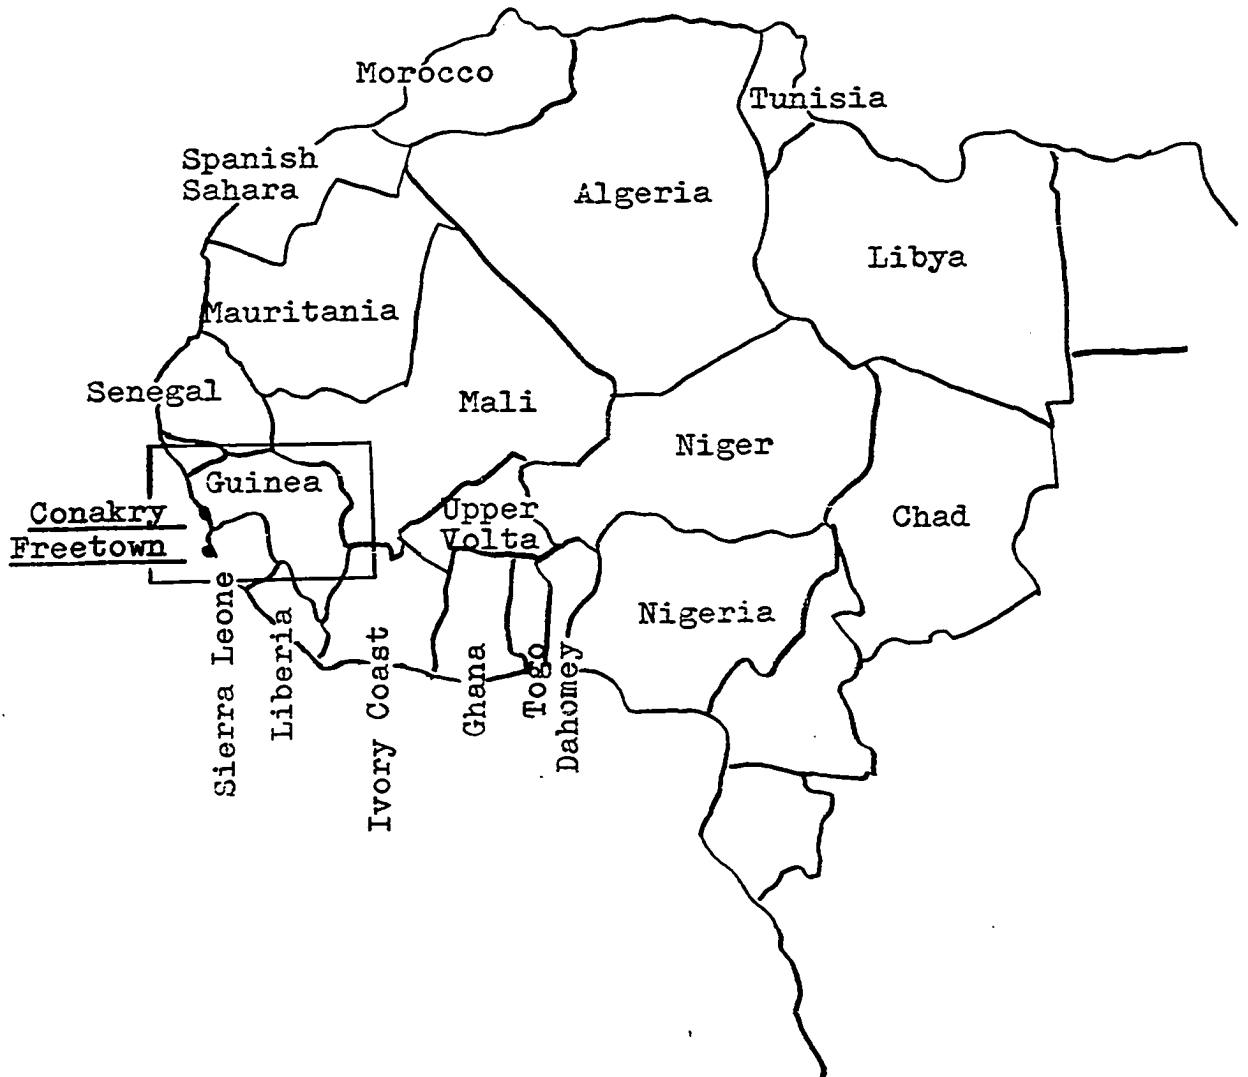 Morocco
Tunisia
Spanish
Sahara
Algeria
Libya
Mauritania
Senegal
Mali
Niger
Guinea
Conakry
Freetown
Upper
Volta
Chad
Nigeria
Sierra Leone
Liberia
Ivory Coast
Ghana
Togo
Dahomey